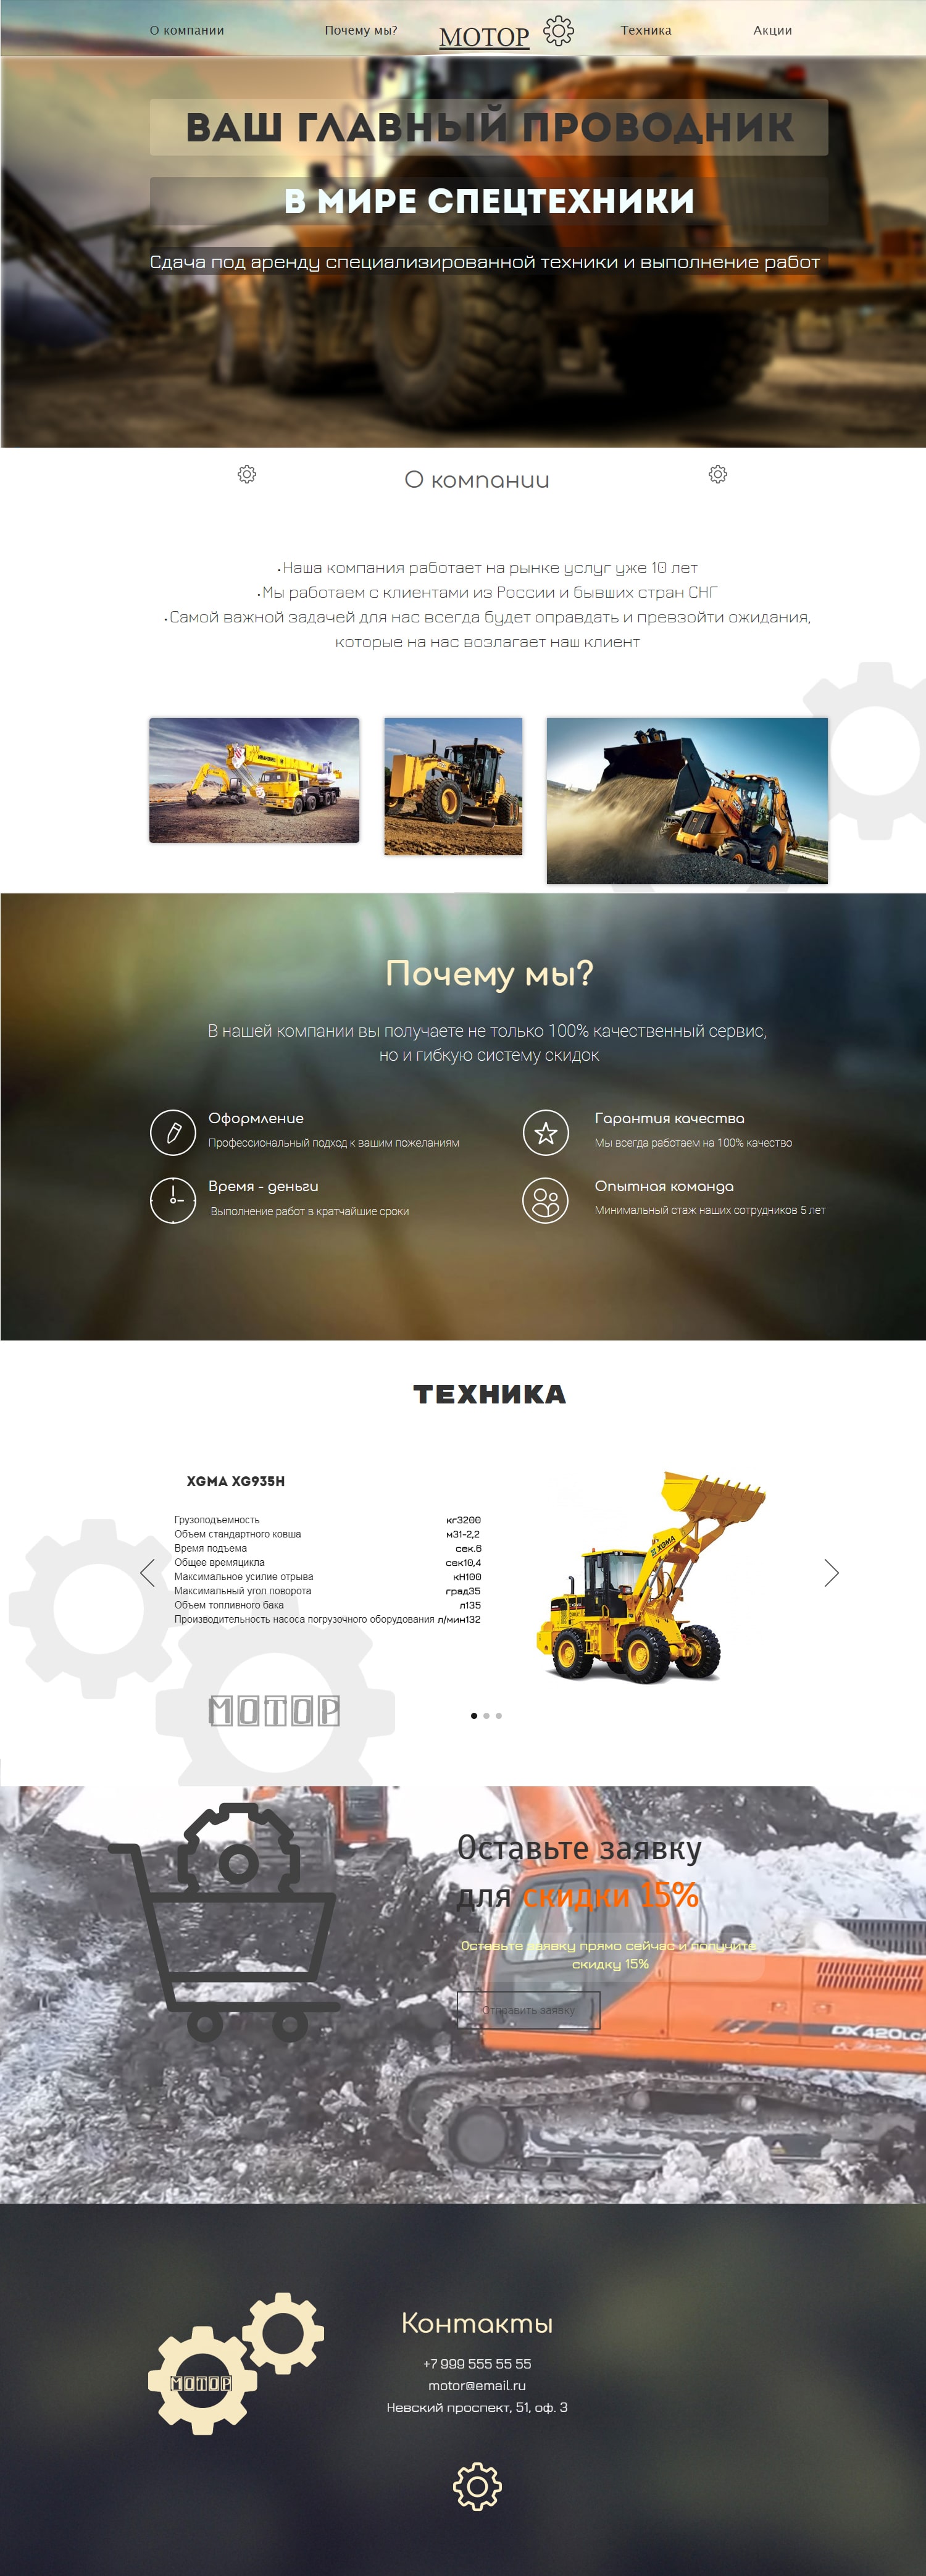 О компании
Почему мы?
МОТОР
Техника
Акции
ВАШ ГЛАВНЫЙ ПРОВОДНИК
В МИРЕ СПЕЦТЕХНИКИ
Сдача под аренду специализированной техники и выполнение работ
О компании
• Наша компания работает на рынке услуг уже 10 лет
• Мы работаем с клиентами из России и бывших стран СНГ
• Самой важной задачей для нас всегда будет оправдать и превзойти ожидания,
которые на нас возлагает наш клиент
Почему мы?
В нашей компании вы получаете не только 100% качественный сервис,
но и гибкую систему скидок
Оформление
Профессиональный подход к вашим пожеланиям
Гарантия качества
Мы всегда работаем на 100% качество
Время - деньги
Выполнение работ в кратчайшие сроки
Опытная команда
Минимальный стаж наших сотрудников 5 лет
ТЕХНИКА
XGMA XG935H
Грузоподъемность кг3200
Объем стандартного ковша м31-2,2
Время подъема сек.6
Общее времяцикла сек10,4
Максимальное усилие отрыва кН100
Максимальный угол поворота град35
Объем топливного бака л135
Производительность насоса погрузочного оборудования л/мин132
XGMA
МОТОР
Оставьте заявку
для скидки 15%
Оставьте заявку прямо сейчас и получите
скидку 15%
Отправить заявку
DX 420LCA
Контакты
+7 999 555 55 55
motor@email.ru
Невский проспект, 51, оф. 3
МОТОР